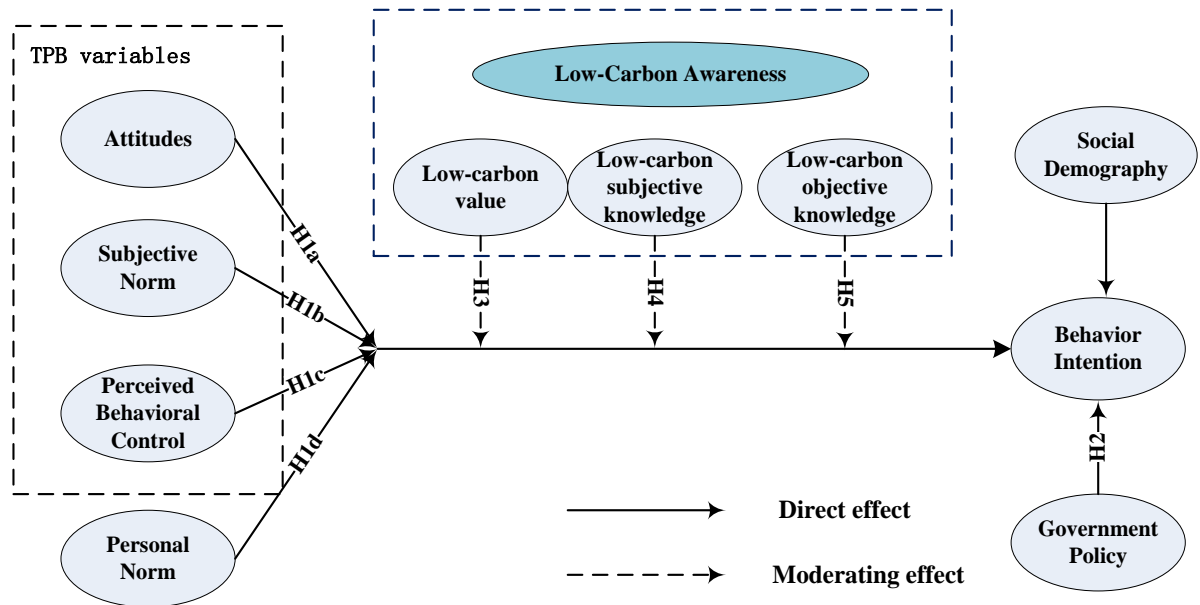 TPB variables
Attitudes
Subjective
Norm
Perceived
Behavioral
Control
Personal
Norm
H1a
H1b
H1c
H1d
Low-Carbon Awareness
Low-carbon
value
Low-carbon
subjective
knowledge
Low-carbon
objective
knowledge
H3
H4
H5
Social
Demography
Behavior
Intention
H2
Government
Policy
Direct effect
Moderating effect